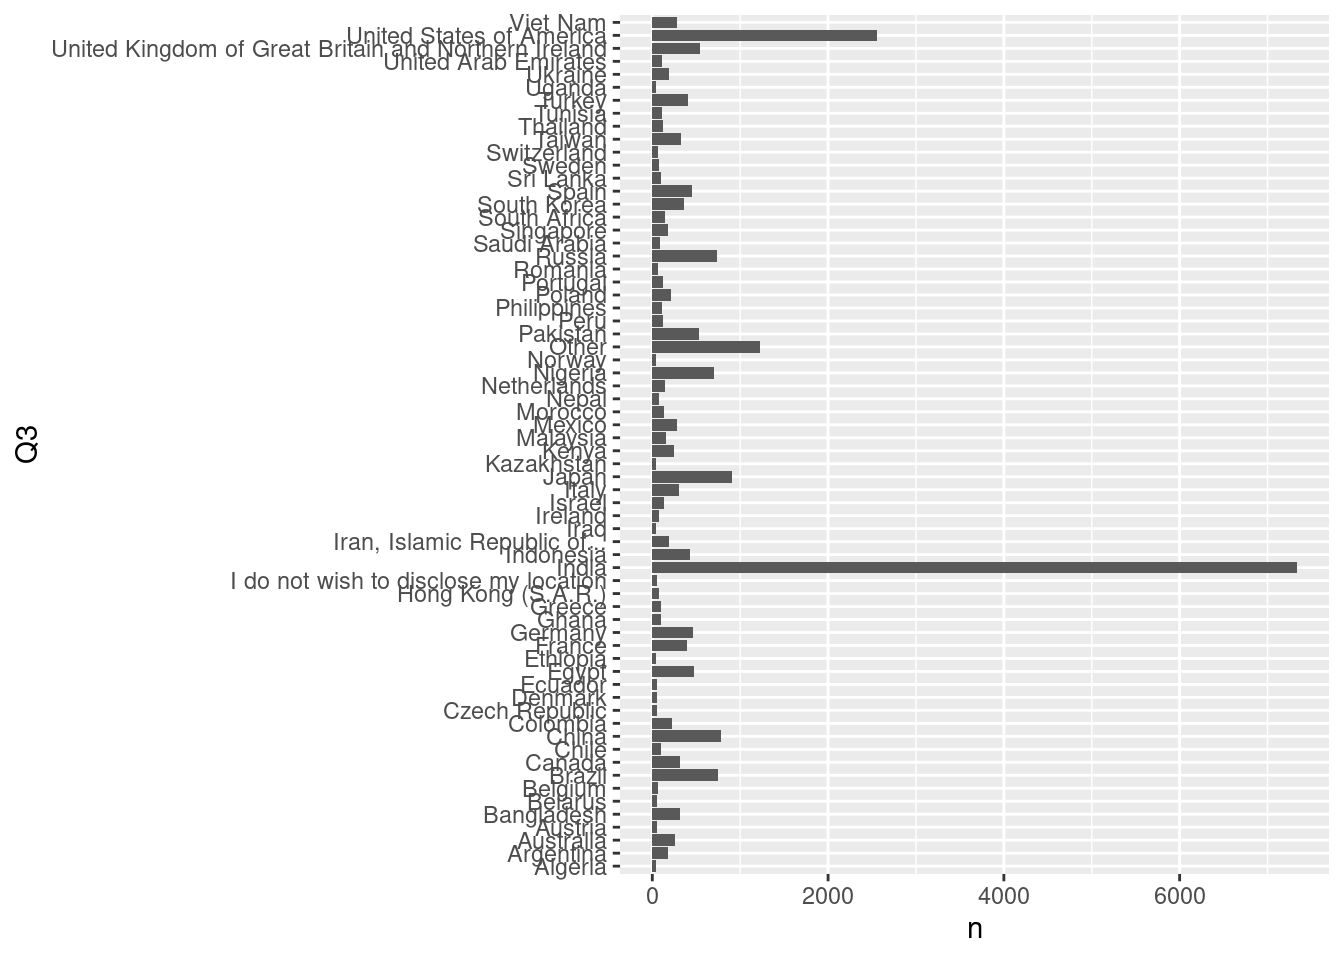 Viet Nam
United States of America
United Kingdom of Great Britain and Northern Ireland
United Arab Emirates
Ukraine
Uganda
Turkey
Tunisia
Thailand
Taiwan
Switzerland
Sweden
Sri Lanka
Spain
South Korea
South Africa
Singapore
Saudi Arabia
Russia
Romania
Portugal
Poland
Philippines
Peru
Pakistan
Other
Norway
Nigeria
Netherlands
Nepal
Morocco
Mexico
Malaysia
Kenya
Kazakhstan
Japan
Italy
Israel
Ireland
Iraq
Iran, Islamic Republic of...
Indonesia
India
I do not wish to disclose my location
Hong Kong (S.A.R.)
Greece
Ghana
Germany
France
Ethiopia
Egypt
Ecuador
Denmark
Czech Republic
Colombia
China
Chile
Canada
Brazil
Belgium
Belarus
Bangladesh
Austria
Australia
Argentina
Algeria
Q3
0 2000 4000 6000
n